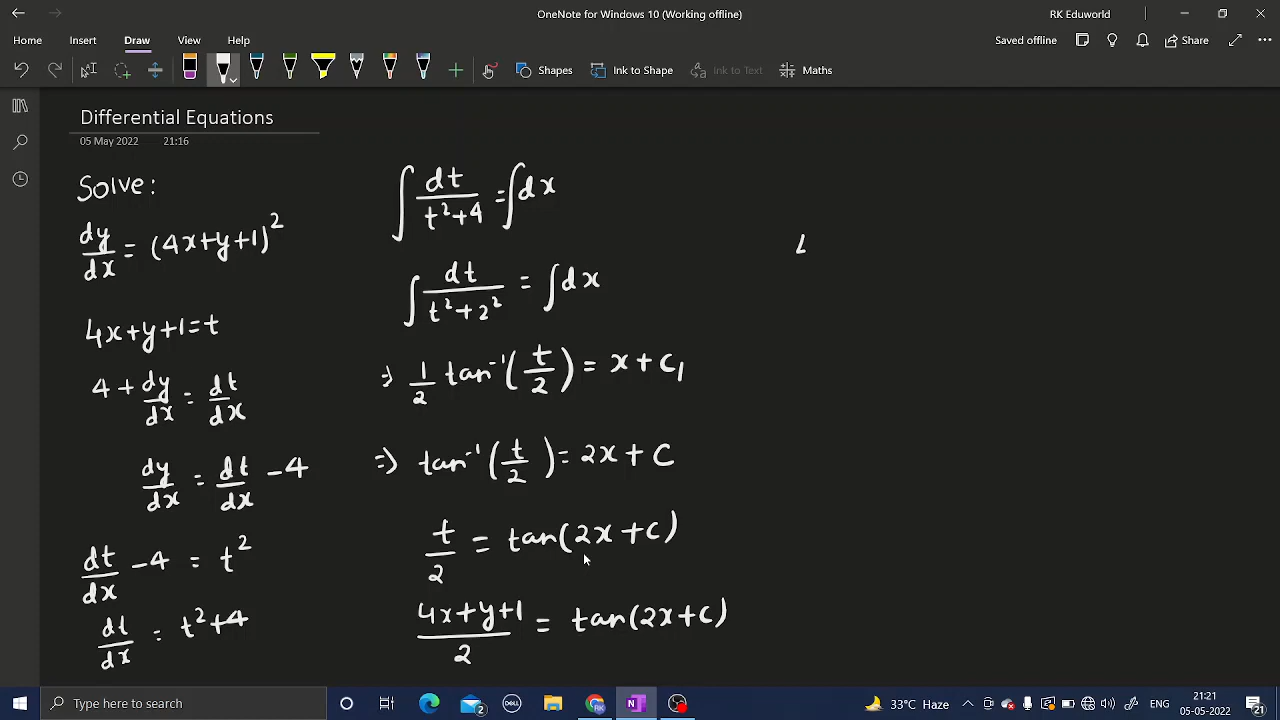 OneNote for Windows 10 (Working offline)
RK Eduworld
Home Insert Draw View Help
Saved offline
Share
Shapes
Ink to Shape
Ink to Text
Maths
Differential Equations
05 May 2022 21:16
Solve:
dy/dx = (4x+y+1)²
4x+y+1=t
4 + dy/dx = dt/dx
dy/dx = dt/dx - 4
dt/dx - 4 = t²
dt/dx = t²+4
∫ dt/(t²+4) = ∫dx
∫ dt/(t²+2²) = ∫dx
⇒ 1/2 tan⁻¹(t/2) = x + c₁
⇒ tan⁻¹(t/2) = 2x + c
t/2 = tan(2x+c)
(4x+y+1)/2 = tan(2x+c)
Type here to search
2
DELL
RK
N
33°C Haze
ENG
21:21
05-05-2022
21